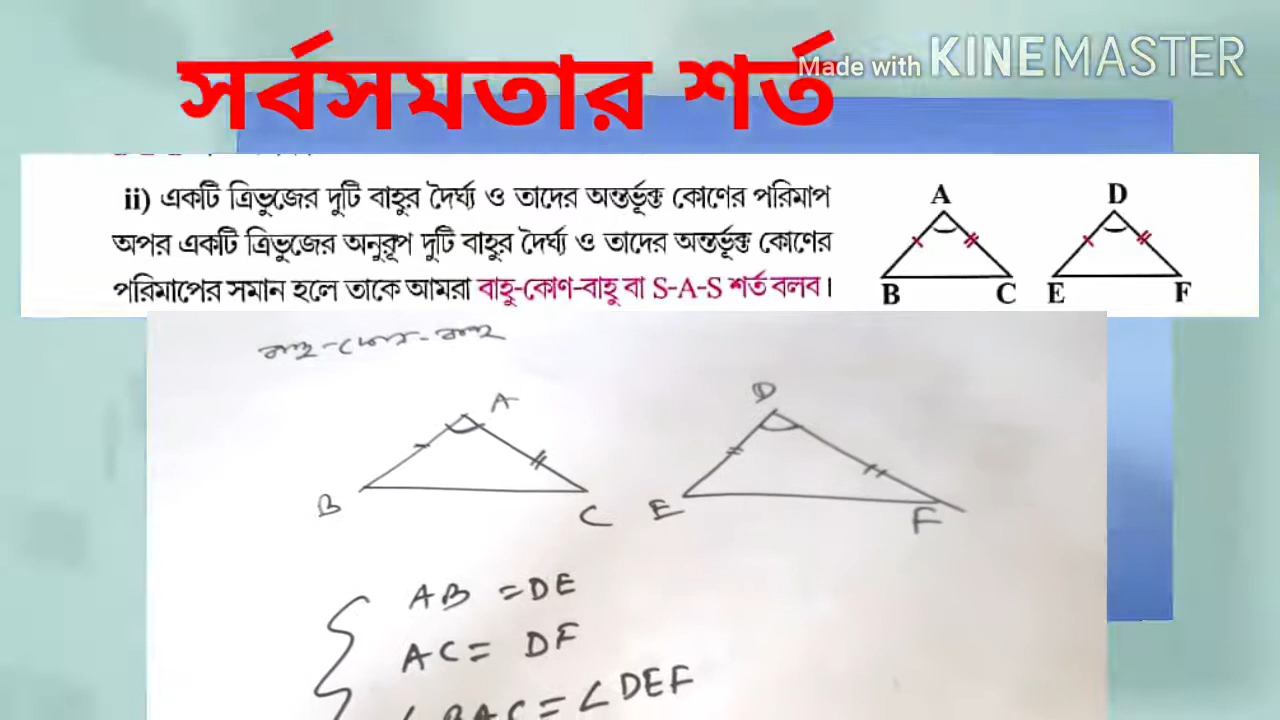 সর্বসমতার শর্ত
Made with KINEMASTER
ii) একটি ত্রিভুজের দুটি বাহুর দৈর্ঘ্য ও তাদের অন্তর্ভূক্ত কোণের পরিমাপ
অপর একটি ত্রিভুজের অনুরূপ দুটি বাহুর দৈর্ঘ্য ও তাদের অন্তর্ভূক্ত কোণের
পরিমাপের সমান হলে তাকে আমরা বাহু-কোণ-বাহু বা S-A-S শর্ত বলব।
A D
B C E F
বাহু-কোণ-বাহু
A D
B C E F
AB = DE
AC = DF
∠BAC = ∠DEF